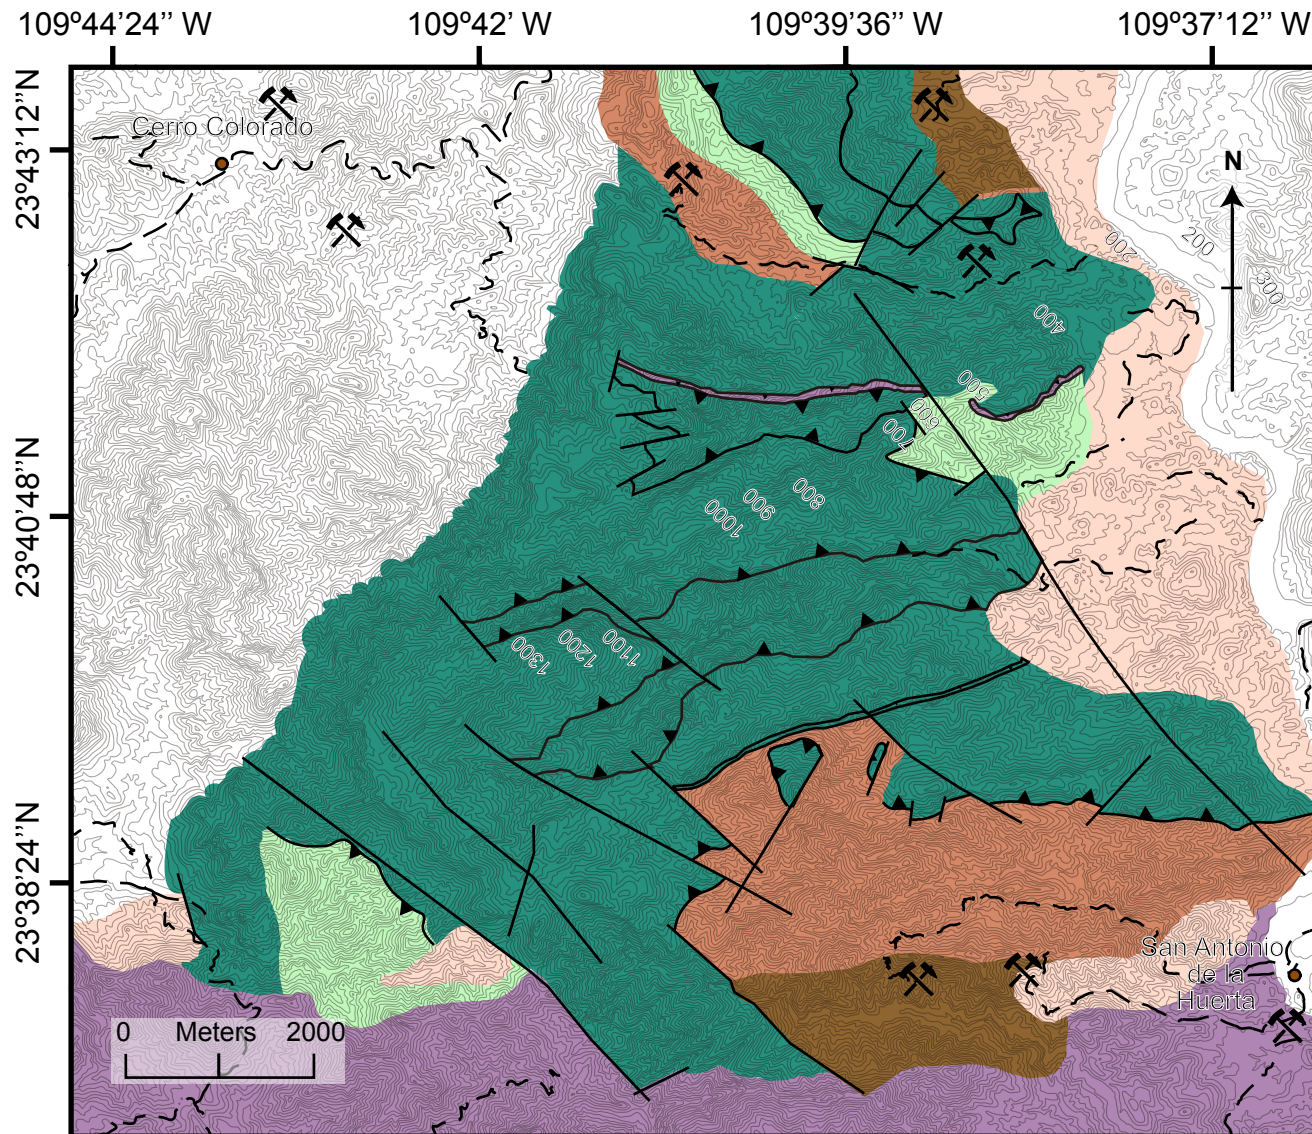 109º44'24'' W
109º42' W
109º39'36'' W
109º37'12'' W
23º43'12''N
23º40'48''N
23º38'24''N
Cerro Colorado
N
200
200
300
400
500
600
700
800
900
1000
1100
1200
1300
San Antonio
de la
Huerta
0 Meters 2000